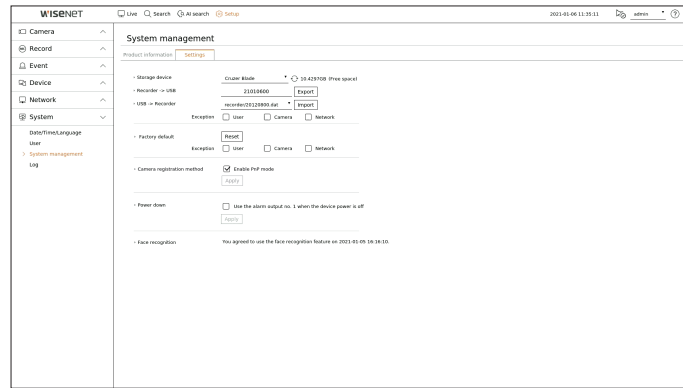 WISENET
Live Search AI search Setup 2021-01-06 11:35:11 admin ?
Camera
Record
Event
Device
Network
System
Date/Time/Language
User
> System management
Log
System management
Product information Settings
Storage device Cruzer Blade 10.4297GB (Free space)
Recorder -> USB 21010600 Export
USB -> Recorder recorder/20120800.dat Import
Exception User Camera Network
Factory default Reset
Exception User Camera Network
Camera registration method Enable PnP mode
Apply
Power down Use the alarm output no. 1 when the device power is off
Apply
Face recognition You agreed to use the face recognition feature on 2021-01-05 16:16:10.